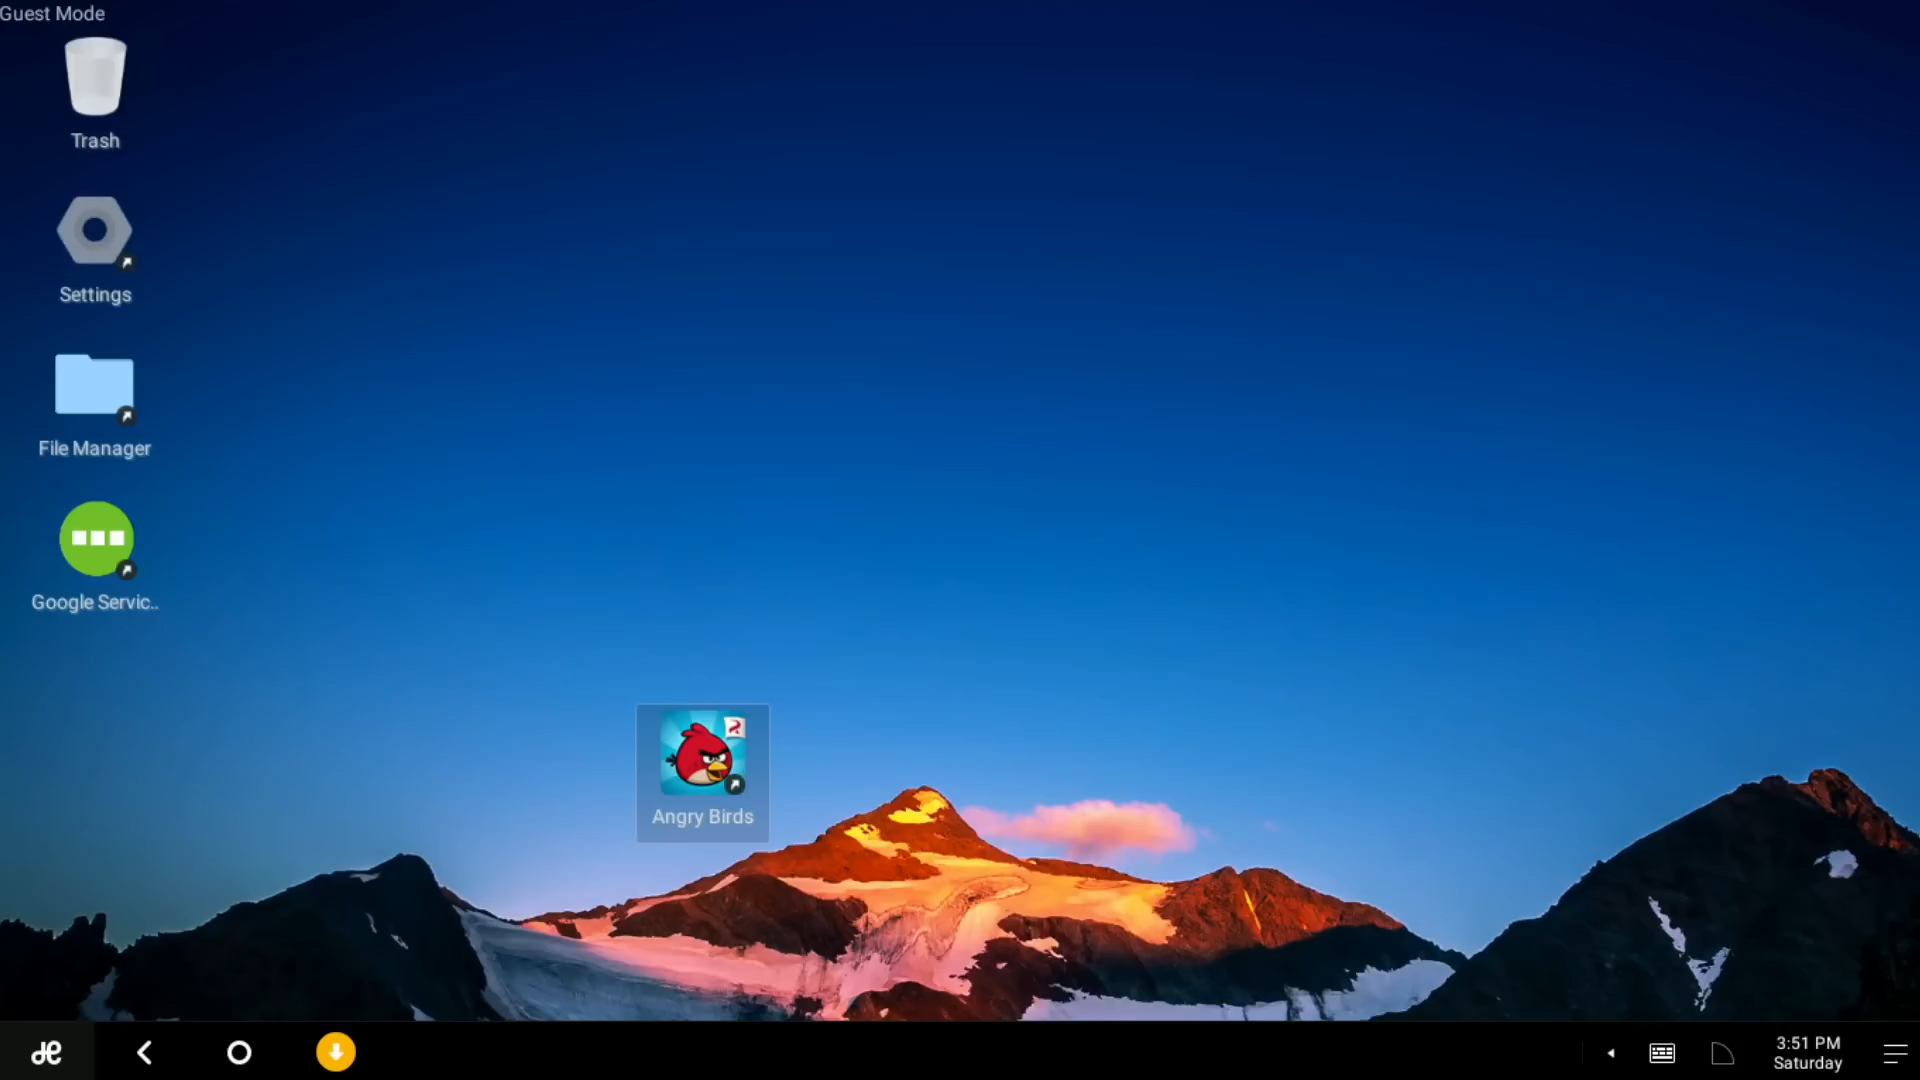 Guest Mode
Trash
Settings
File Manager
Google Servic..
Angry Birds
3:51 PM
Saturday